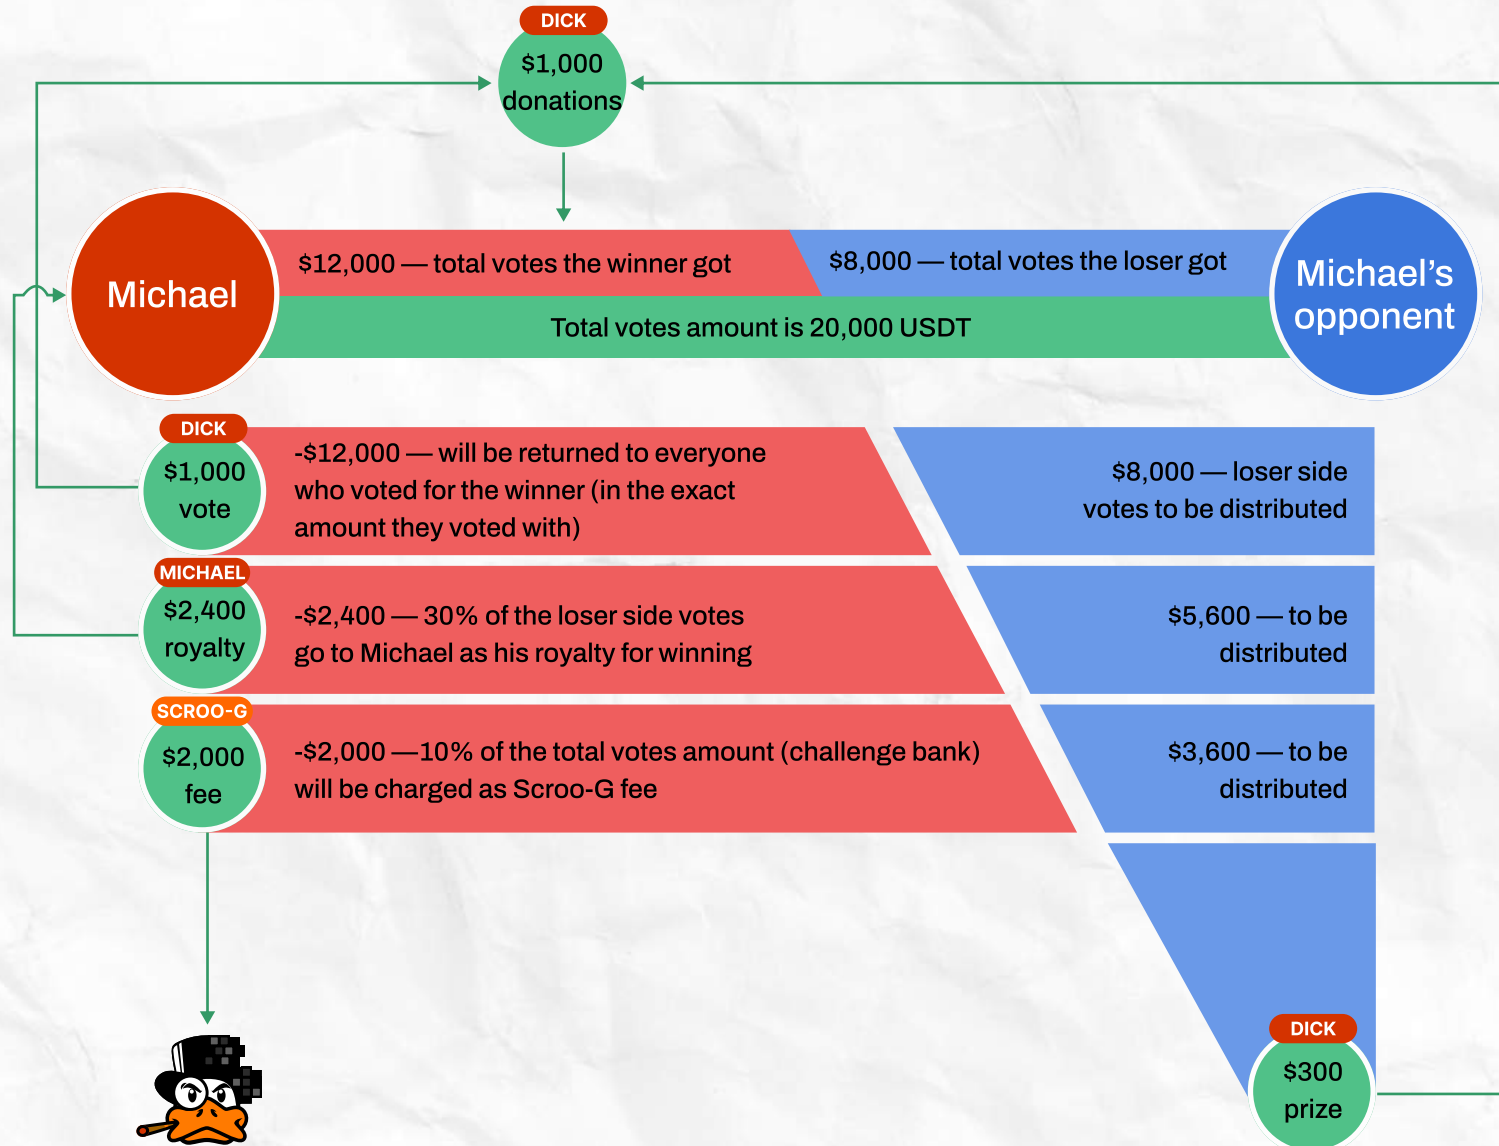 DICK
$1,000
donations
Michael
$12,000 — total votes the winner got
$8,000 — total votes the loser got
Michael’s
opponent
Total votes amount is 20,000 USDT
DICK
$1,000
vote
-$12,000 — will be returned to everyone
who voted for the winner (in the exact
amount they voted with)
$8,000 — loser side
votes to be distributed
MICHAEL
$2,400
royalty
-$2,400 — 30% of the loser side votes
go to Michael as his royalty for winning
$5,600 — to be
distributed
SCROO-G
$2,000
fee
-$2,000 —10% of the total votes amount (challenge bank)
will be charged as Scroo-G fee
$3,600 — to be
distributed
DICK
$300
prize